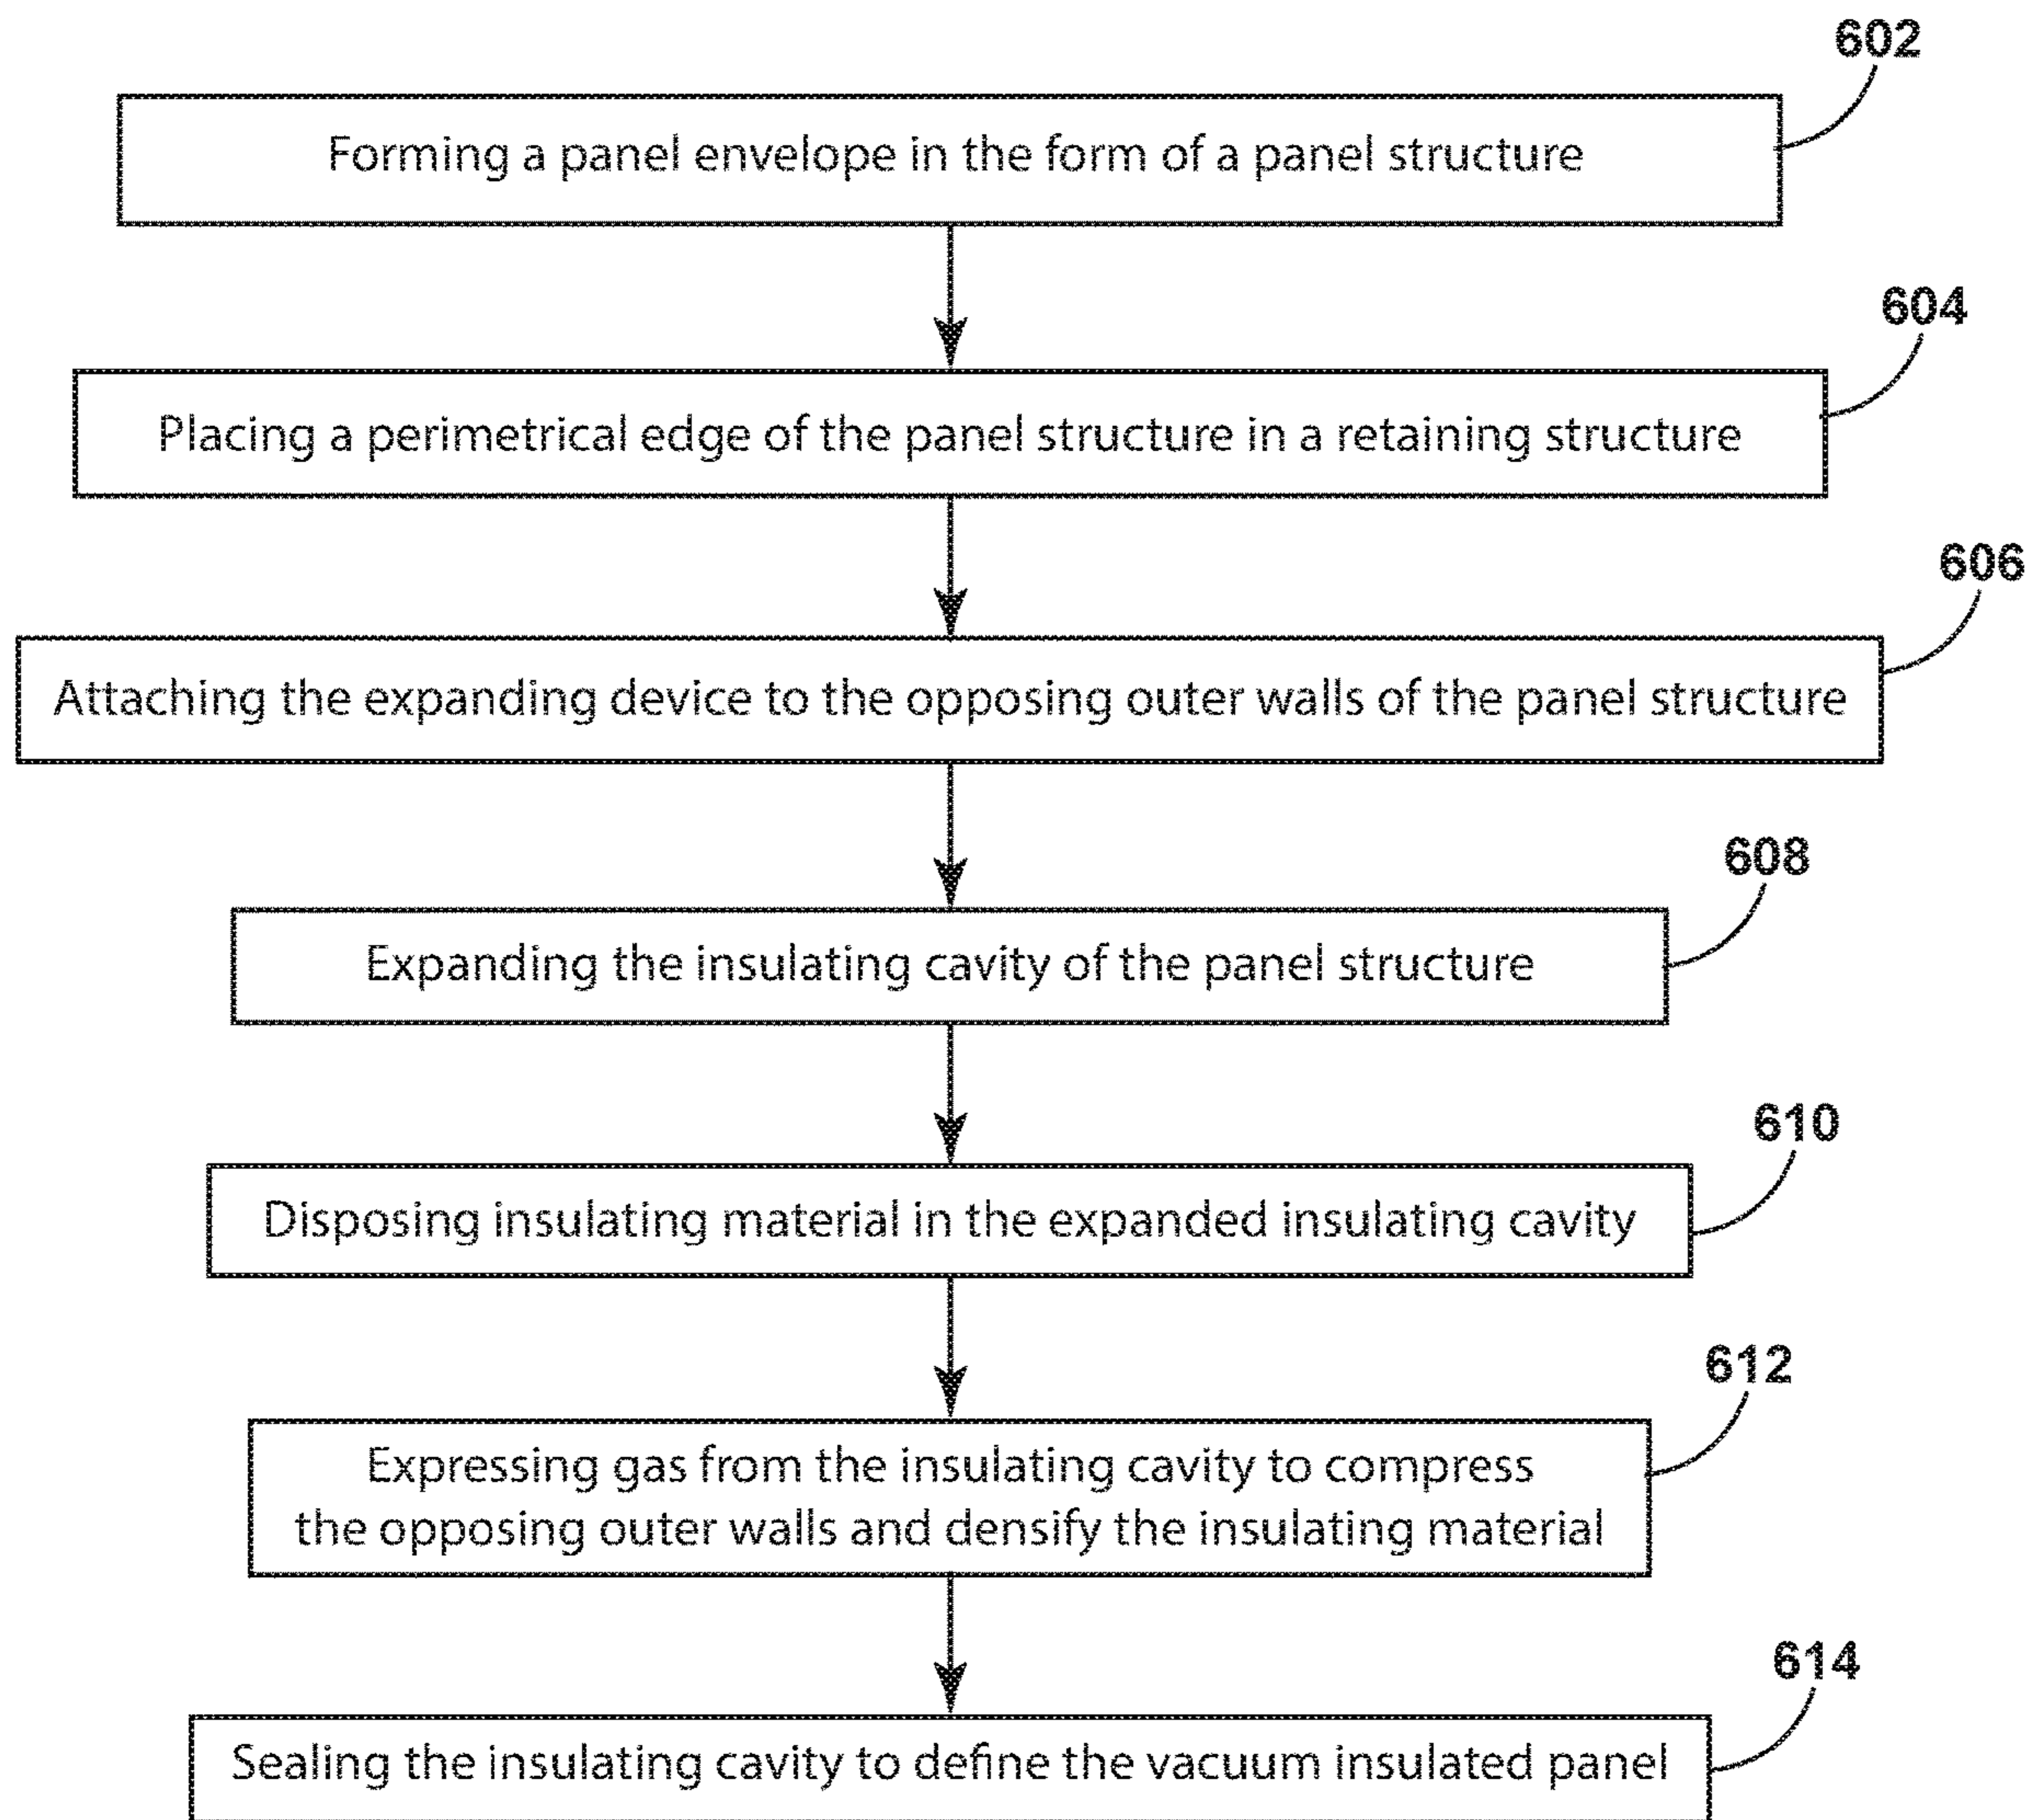 602
Forming a panel envelope in the form of a panel structure
604
Placing a perimetrical edge of the panel structure in a retaining structure
606
Attaching the expanding device to the opposing outer walls of the panel structure
608
Expanding the insulating cavity of the panel structure
610
Disposing insulating material in the expanded insulating cavity
612
Expressing gas from the insulating cavity to compress
the opposing outer walls and densify the insulating material
614
Sealing the insulating cavity to define the vacuum insulated panel